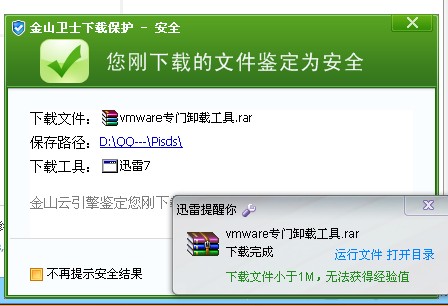 金山卫士下载保护 - 安全
您刚下载的文件鉴定为安全
下载文件: vmware专门卸载工具.rar
保存路径: D:\QQ---\Pisds\
下载工具: 迅雷7
金山云引擎鉴定您刚下载
迅雷提醒你
vmware专门卸载工具.rar
下载完成 运行文件 打开目录
下载文件小于1M，无法获得经验值
不再提示安全结果